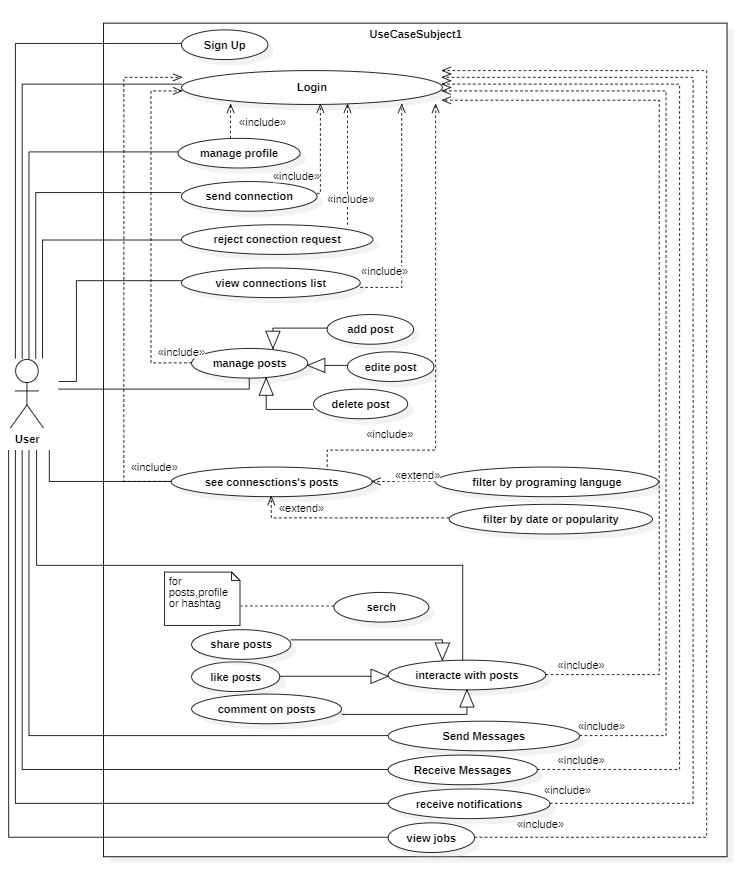 UseCaseSubject1
Sign Up
Login
«include»
manage profile
«include»
send connection
«include»
reject conection request
«include»
view connections list
add post
«include»
manage posts
edite post
delete post
User
«include»
«include»
see connesctions's posts
«extend»
filter by programing languge
«extend»
filter by date or popularity
for
posts,profile
or hashtag
serch
share posts
«include»
interacte with posts
like posts
comment on posts
«include»
Send Messages
«include»
Receive Messages
«include»
receive notifications
«include»
view jobs